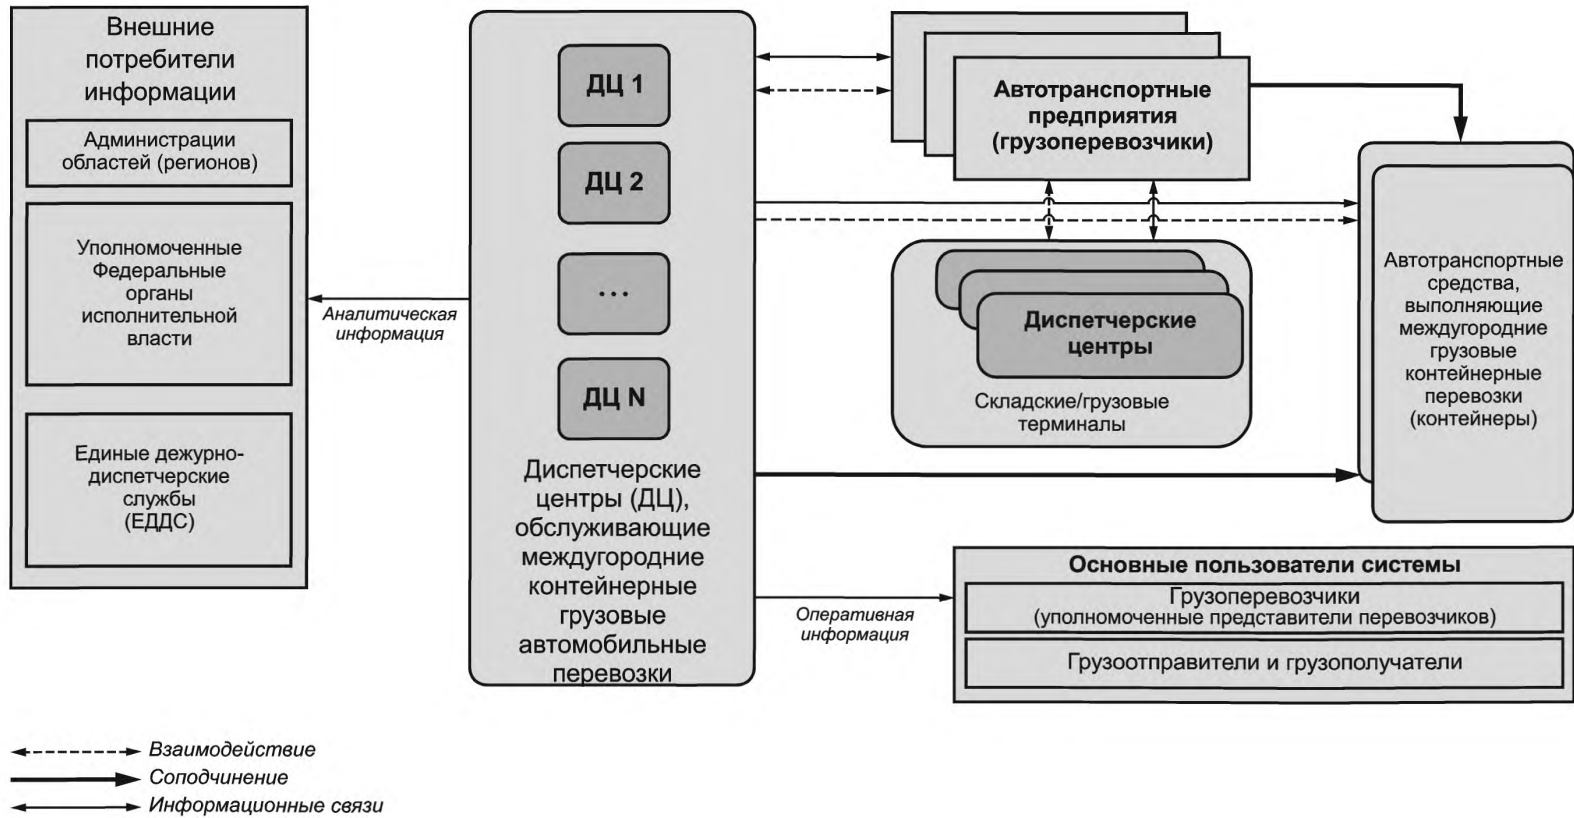 Внешние
потребители
информации
Администрации
областей (регионов)
Уполномоченные
Федеральные
органы
исполнительной
власти
Единые дежурно-
диспетчерские
службы
(ЕДДС)
Аналитическая
информация
ДЦ 1
ДЦ 2
...
ДЦ N
Диспетчерские
центры (ДЦ),
обслуживающие
междугородние
контейнерные
грузовые
автомобильные
перевозки
Автотранспортные
предприятия
(грузоперевозчики)
Диспетчерские
центры
Складские/грузовые
терминалы
Автотранспортные
средства,
выполняющие
междугородние
грузовые
контейнерные
перевозки
(контейнеры)
Оперативная
информация
Основные пользователи системы
Грузоперевозчики
(уполномоченные представители перевозчиков)
Грузоотправители и грузополучатели
Взаимодействие
Соподчинение
Информационные связи